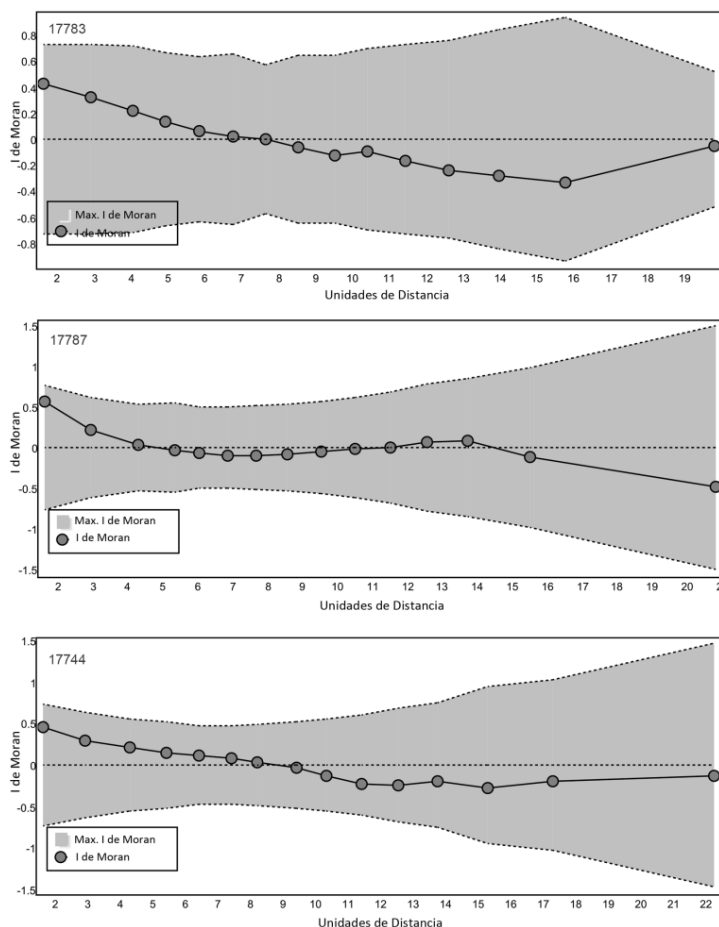 17783
I de Moran
0.8
0.6
0.4
0.2
0
-0.2
-0.4
-0.6
-0.8
Max. I de Moran
I de Moran
2 3 4 5 6 7 8 9 10 11 12 13 14 15 16 17 18 19
Unidades de Distancia
17787
I de Moran
1.5
1
0.5
0
-0.5
-1
-1.5
Max. I de Moran
I de Moran
2 3 4 5 6 7 8 9 10 11 12 13 14 15 16 17 18 19 20 2
Unidades de Distancia
17744
I de Moran
1.5
1
0.5
0
-0.5
-1
-1.5
Max. I de Moran
I de Moran
2 3 4 5 6 7 8 9 10 11 12 13 14 15 16 17 18 19 20 21 22
Unidades de Distancia